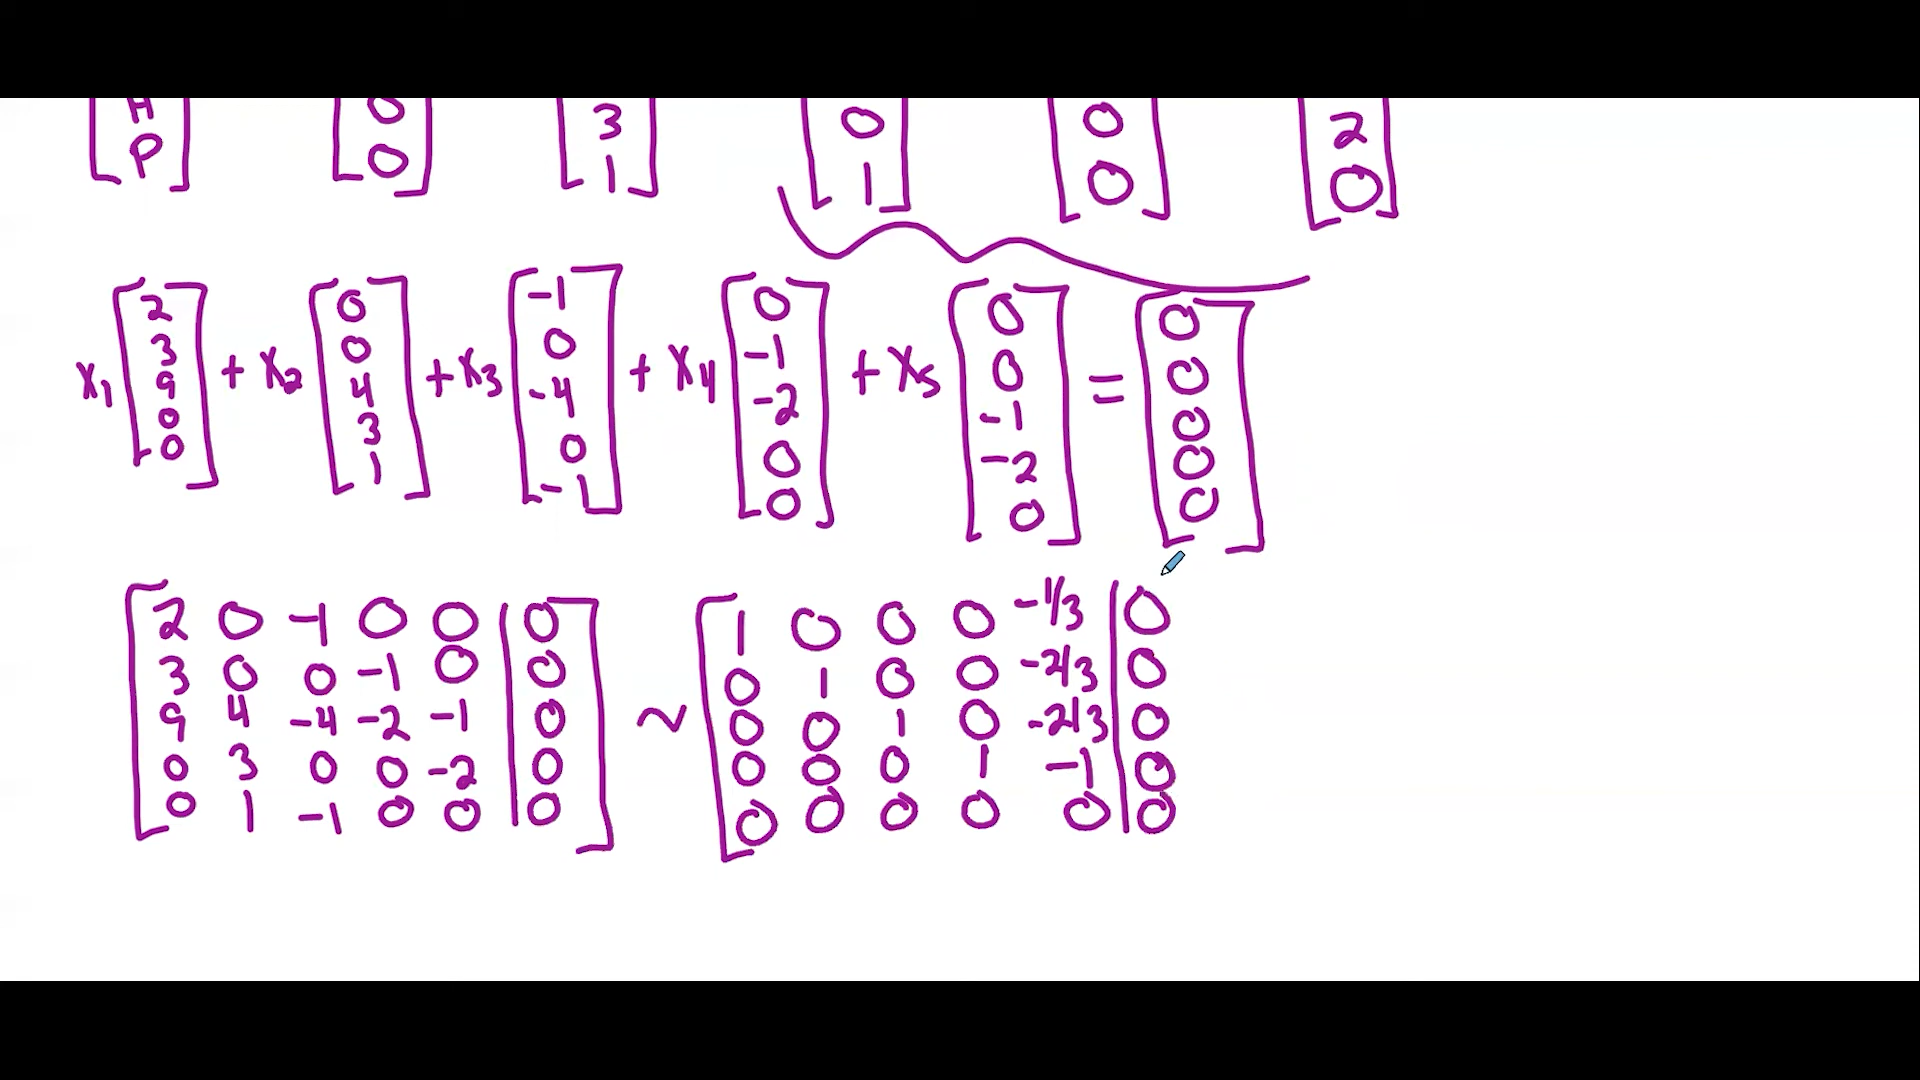 H 0 3 0 0 2
P 0 1 1 0 0
x₁ [2 3 9 0 0] + x₂ [0 0 4 3 1] + x₃ [-1 0 -4 0 -1] + x₄ [0 -1 -2 0 0] + x₅ [0 0 -1 -2 0] = [0 0 0 0 0]
[2 0 -1 0 0 | 0] ~ [1 0 0 0 -1/3 | 0
3 0 0 -1 0 | 0 0 1 0 0 -2/3 | 0
9 4 -4 -2 -1 | 0 0 0 1 0 -2/3 | 0
0 3 0 0 -2 | 0 0 0 0 1 -1 | 0
0 1 -1 0 0 | 0 0 0 0 0 0 | 0